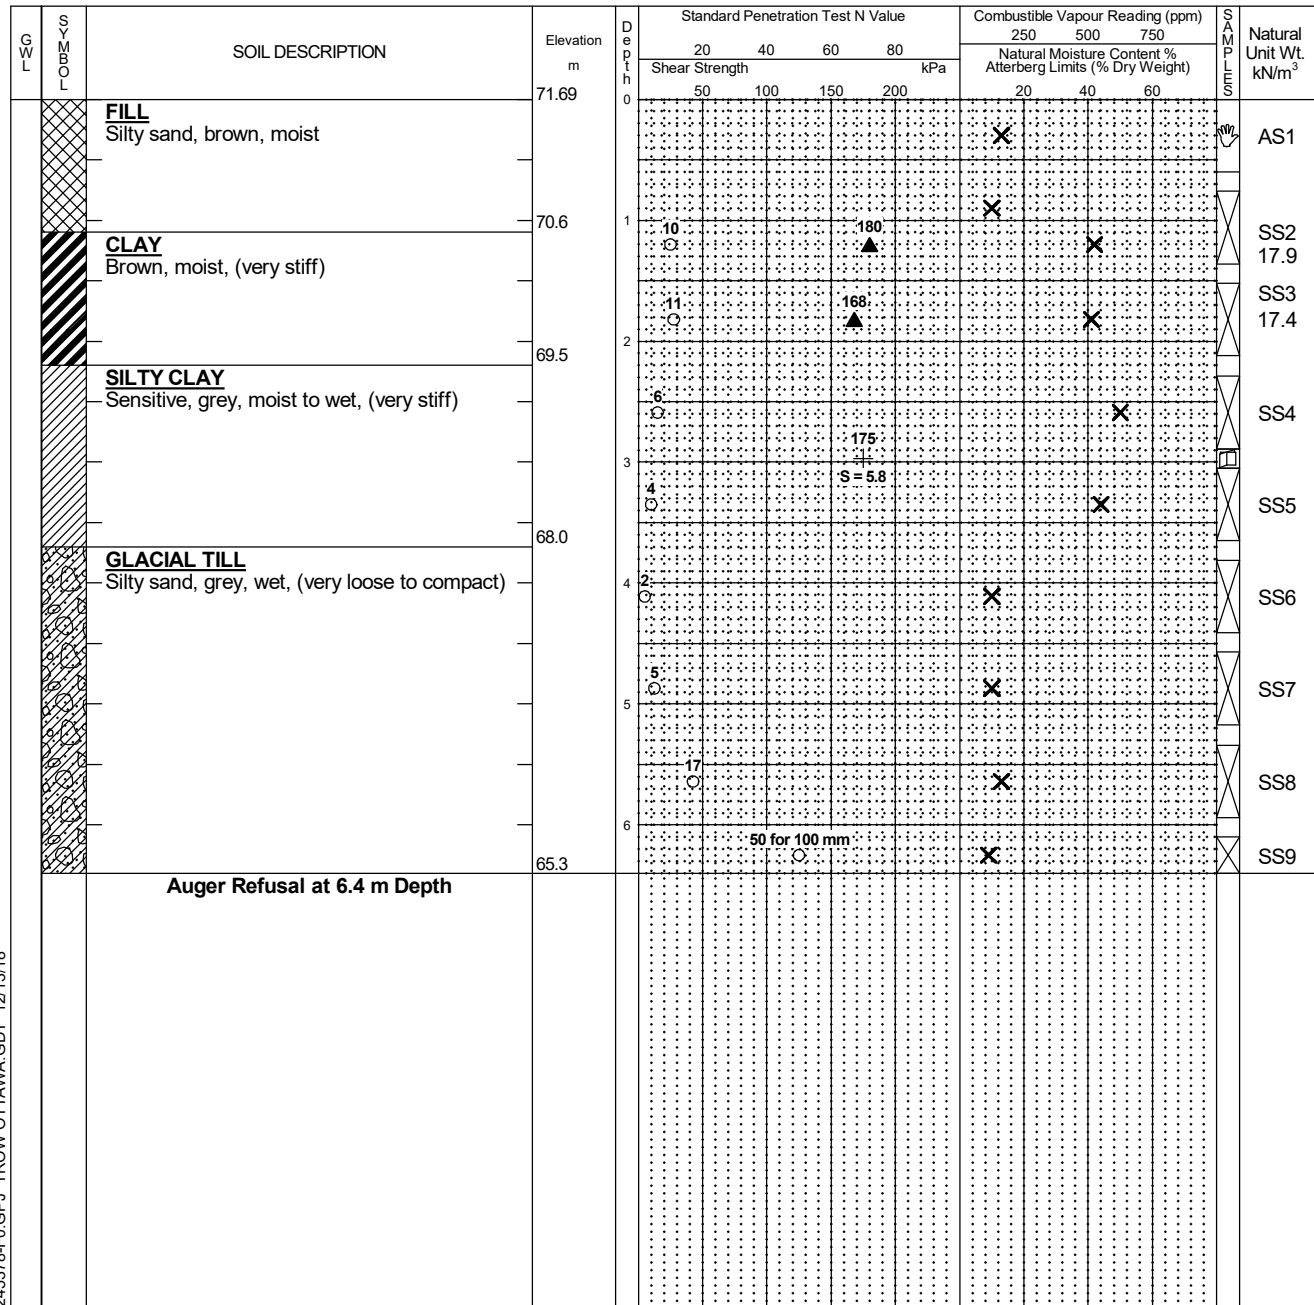 GWL
SYMBOL
SOIL DESCRIPTION
Elevation
m
71.69
Depth
Standard Penetration Test N Value
20 40 60 80
Shear Strength kPa
50 100 150 200
Combustible Vapour Reading (ppm)
250 500 750
Natural Moisture Content %
Atterberg Limits (% Dry Weight)
20 40 60
SAMPLES
Natural
Unit Wt.
kN/m³
0
FILL
Silty sand, brown, moist
AS1
70.6
1
10
180
SS2
17.9
CLAY
Brown, moist, (very stiff)
11
168
SS3
17.4
69.5
2
SILTY CLAY
Sensitive, grey, moist to wet, (very stiff)
6
SS4
175
3
S = 5.8
4
SS5
68.0
GLACIAL TILL
Silty sand, grey, wet, (very loose to compact)
4
2
SS6
5
SS7
5
17
SS8
6
50 for 100 mm
SS9
65.3
Auger Refusal at 6.4 m Depth